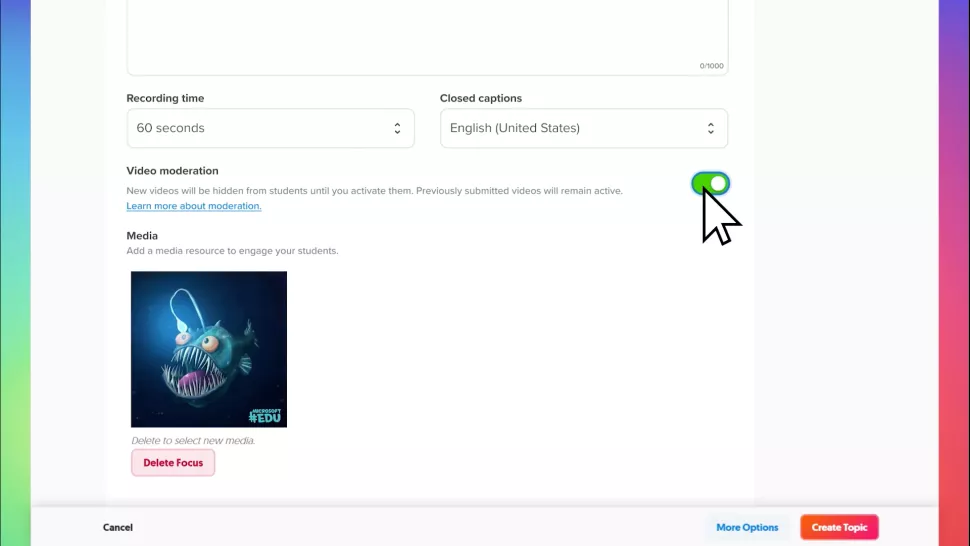 0/1000
Recording time
Closed captions
60 seconds
English (United States)
Video moderation
New videos will be hidden from students until you activate them. Previously submitted videos will remain active.
Learn more about moderation.
Media
Add a media resource to engage your students.
MICROSOFT
#EDU
Delete to select new media.
Delete Focus
Cancel
More Options
Create Topic